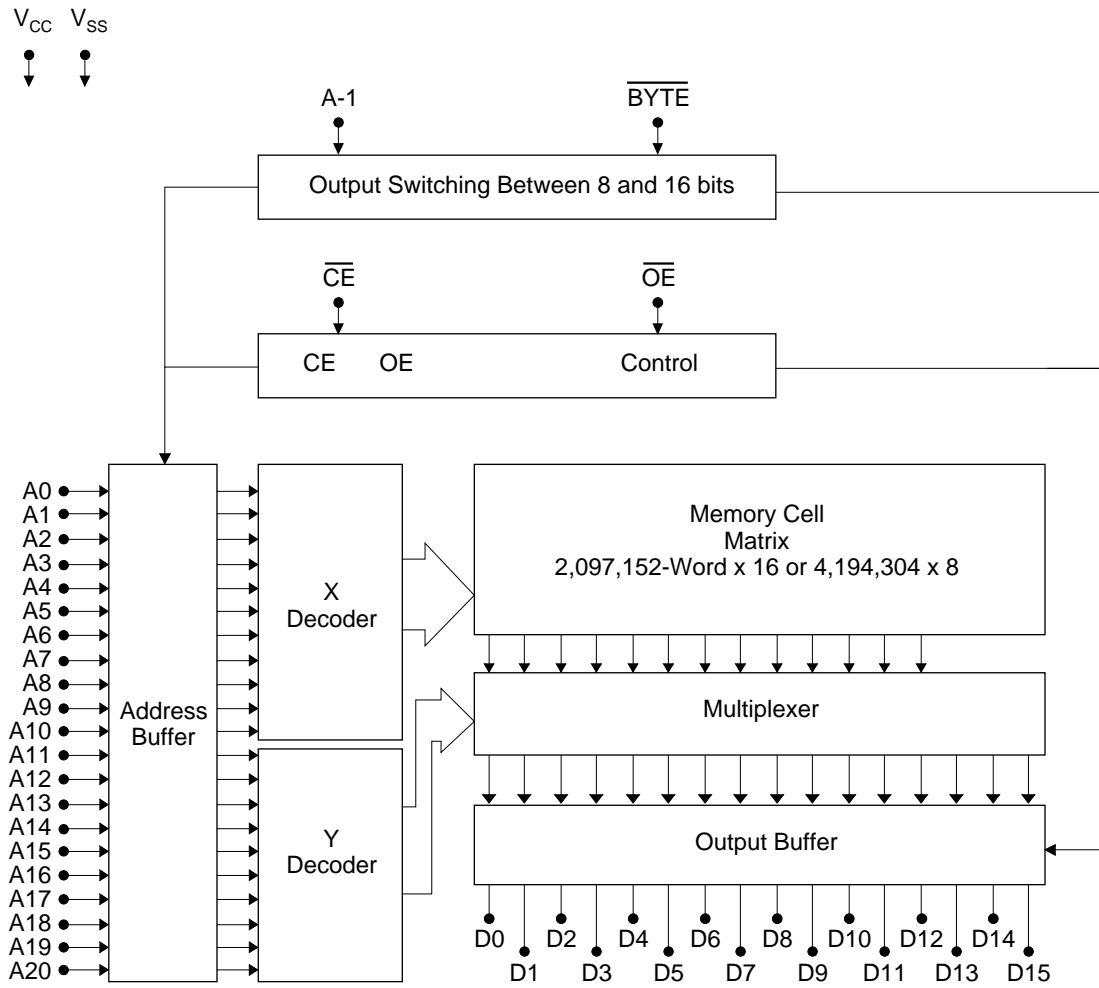 VCC VSS
A-1 BYTE
Output Switching Between 8 and 16 bits
CE OE
CE OE Control
A0
A1
A2
A3
A4
A5
A6
A7
A8
A9
A10
A11
A12
A13
A14
A15
A16
A17
A18
A19
A20
Address
Buffer
X
Decoder
Y
Decoder
Memory Cell
Matrix
2,097,152-Word x 16 or 4,194,304 x 8
Multiplexer
Output Buffer
D0 D2 D4 D6 D8 D10 D12 D14
D1 D3 D5 D7 D9 D11 D13 D15